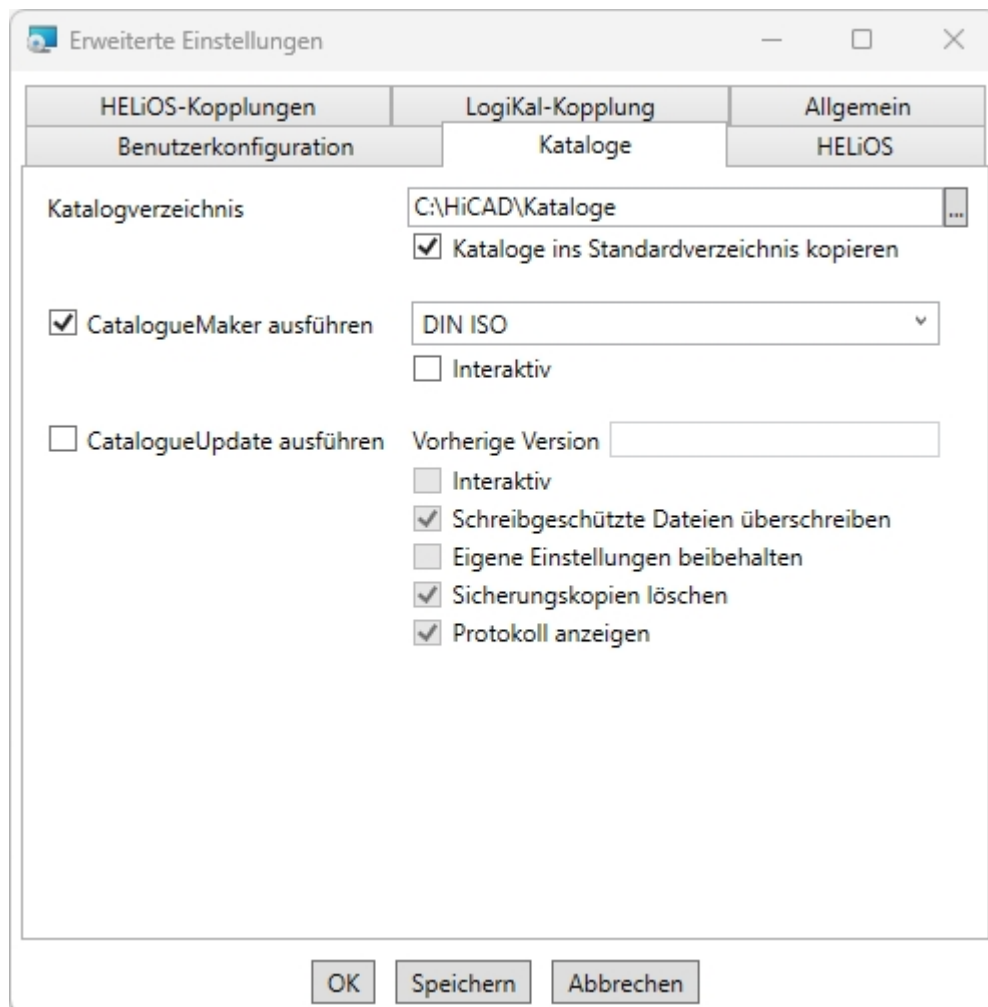 Erweiterte Einstellungen
HELiOS-Kopplungen LogiKal-Kopplung Allgemein
Benutzerkonfiguration Kataloge HELiOS
Katalogverzeichnis C:\HiCAD\Kataloge ...
Kataloge ins Standardverzeichnis kopieren
CatalogueMaker ausführen DIN ISO
Interaktiv
CatalogueUpdate ausführen Vorherige Version
Interaktiv
Schreibgeschützte Dateien überschreiben
Eigene Einstellungen beibehalten
Sicherungskopien löschen
Protokoll anzeigen
OK Speichern Abbrechen